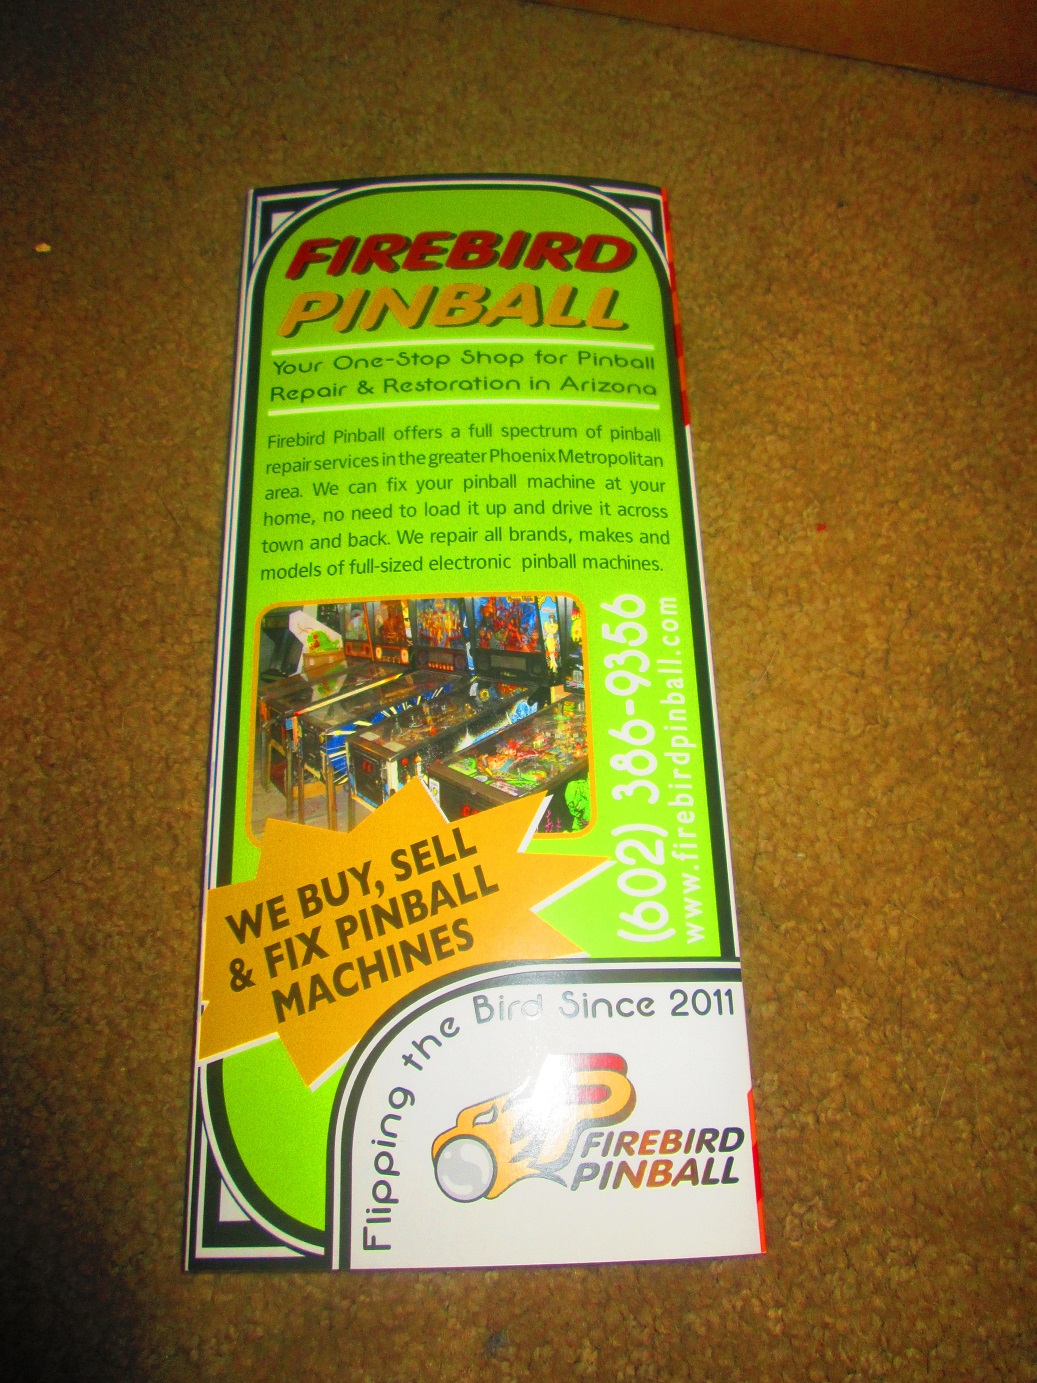 FIREBIRD
PINBALL
Your One-Stop Shop for Pinball
Repair & Restoration in Arizona
Firebird Pinball offers a full spectrum of pinball
repair services in the greater Phoenix Metropolitan
area. We can fix your pinball machine at your
home, no need to load it up and drive it across
town and back. We repair all brands, makes and
models of full-sized electronic pinball machines.
(602) 386-9356
www.firebirdpinball.com
WE BUY, SELL
& FIX PINBALL
MACHINES
Flipping the Bird Since 2011
FIREBIRD
PINBALL